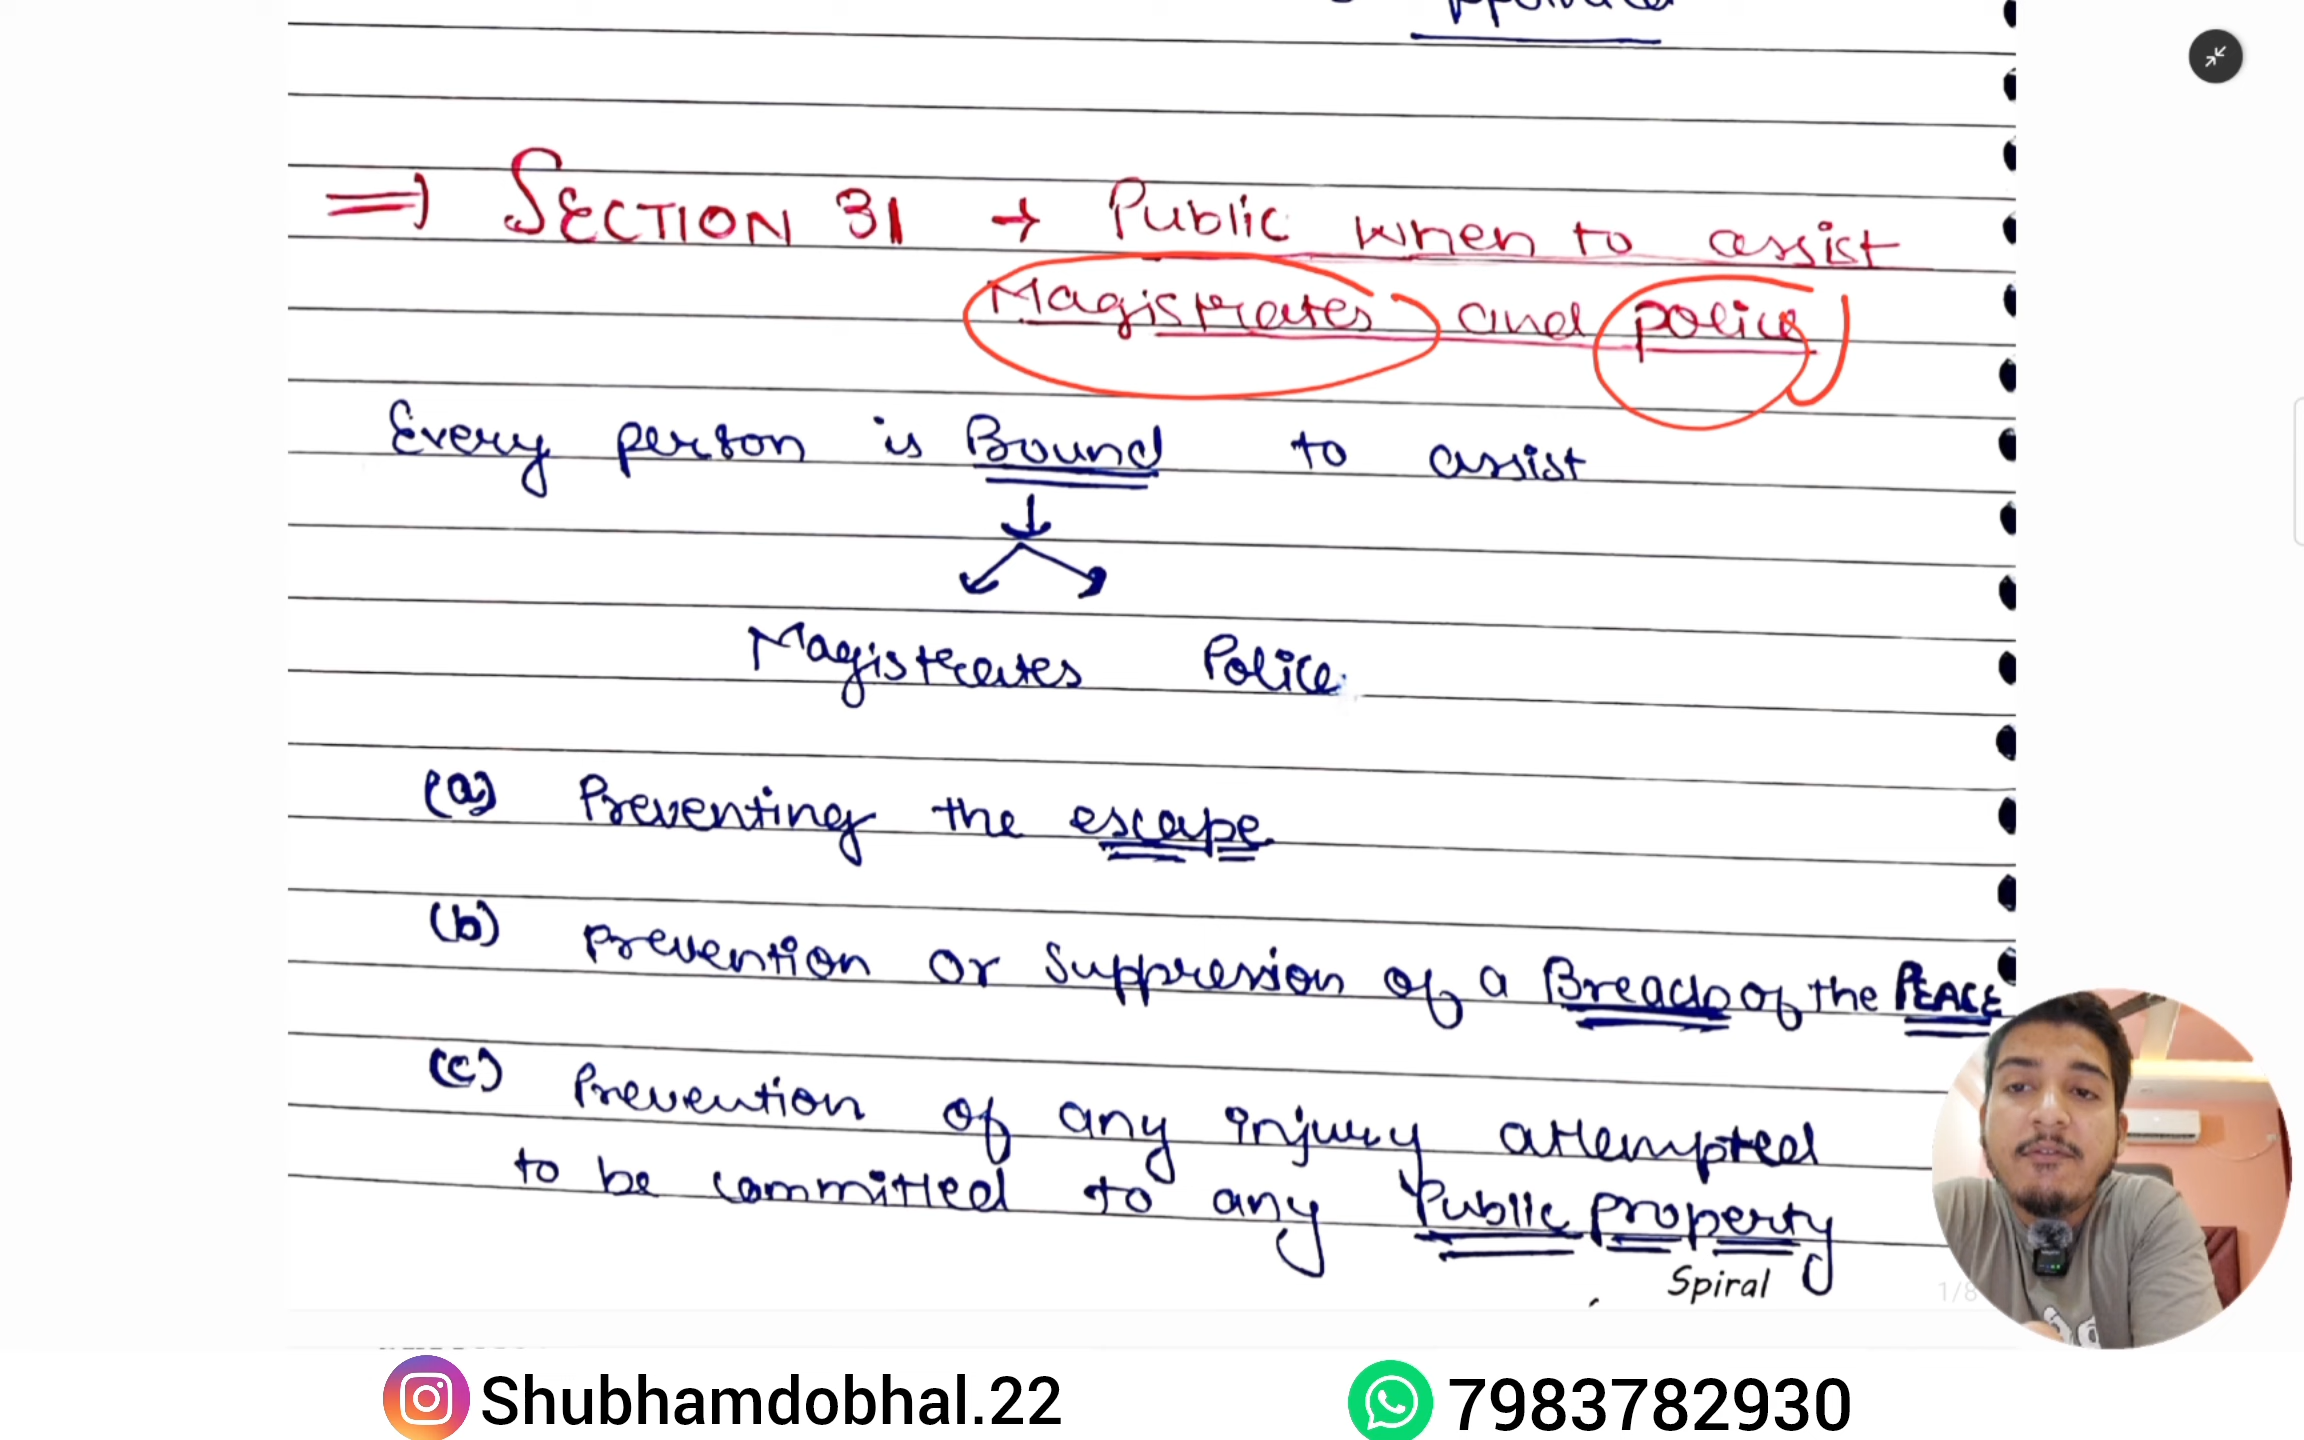 ⇒ SECTION 31 → Public when to assist
Magistrates and police
Every person is Bound to assist
Magistrates Police
(a) Preventing the escape
(b) Prevention or suppression of a Breach of the PEACE
(c) Prevention of any injury attempted
to be committed to any Public property
Spiral
1/8
Shubhamdobhal.22 7983782930